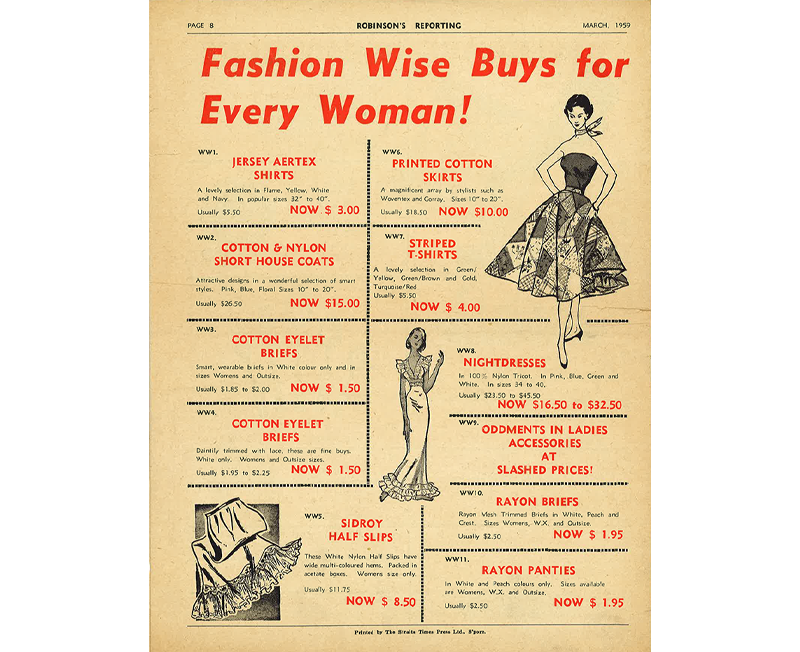 PAGE 8
ROBINSON'S REPORTING
MARCH, 1959
Fashion Wise Buys for
Every Woman!
WW1.
JERSEY AERTEX
SHIRTS
A lovely selection in Flame, Yellow, White
and Navy. In popular sizes 32" to 40".
Usually $5.50 NOW $ 3.00
WW2.
COTTON & NYLON
SHORT HOUSE COATS
Attractive designs in a wonderful selection of smart
styles. Pink, Blue, Floral Sizes 10" to 20".
Usually $26.50 NOW $15.00
WW3.
COTTON EYELET
BRIEFS
Smart, wearable briefs in White colour only and in
sizes Womens and Outsize.
Usually $1.85 to $2.00 NOW $ 1.50
WW4.
COTTON EYELET
BRIEFS
Daintily trimmed with lace, these are fine buys.
White only. Womens and Outsize sizes.
Usually $1.95 to $2.25 NOW $ 1.50
WW5.
SIDROY
HALF SLIPS
These White Nylon Half Slips have
wide multi-coloured hems. Packed in
acetate boxes. Womens size only.
Usually $11.75
NOW $ 8.50
WW6.
PRINTED COTTON
SKIRTS
A magnificent array by stylists such as
Woventex and Gorray. Sizes 10" to 20".
Usually $18.50 NOW $10.00
WW7.
STRIPED
T-SHIRTS
A lovely selection in Green/
Yellow, Green/Brown and Gold,
Turquoise/Red
Usually $5.50
NOW $ 4.00
WW8.
NIGHTDRESSES
In 100% Nylon Tricot. In Pink, Blue, Green and
White. In sizes 34 to 40.
Usually $23.50 to $45.50
NOW $16.50 to $32.50
WW9.
ODDMENTS IN LADIES
ACCESSORIES
AT
SLASHED PRICES!
WW10.
RAYON BRIEFS
Rayon Mesh Trimmed Briefs in White, Peach and
Crest. Sizes Womens, W.X. and Outsize.
Usually $2.50 NOW $ 1.95
WW11.
RAYON PANTIES
In White and Peach colours only. Sizes available
are Womens, W.X. and Outsize.
Usually $2.50 NOW $ 1.95
Printed by The Straits Times Press Ltd., S'pore.